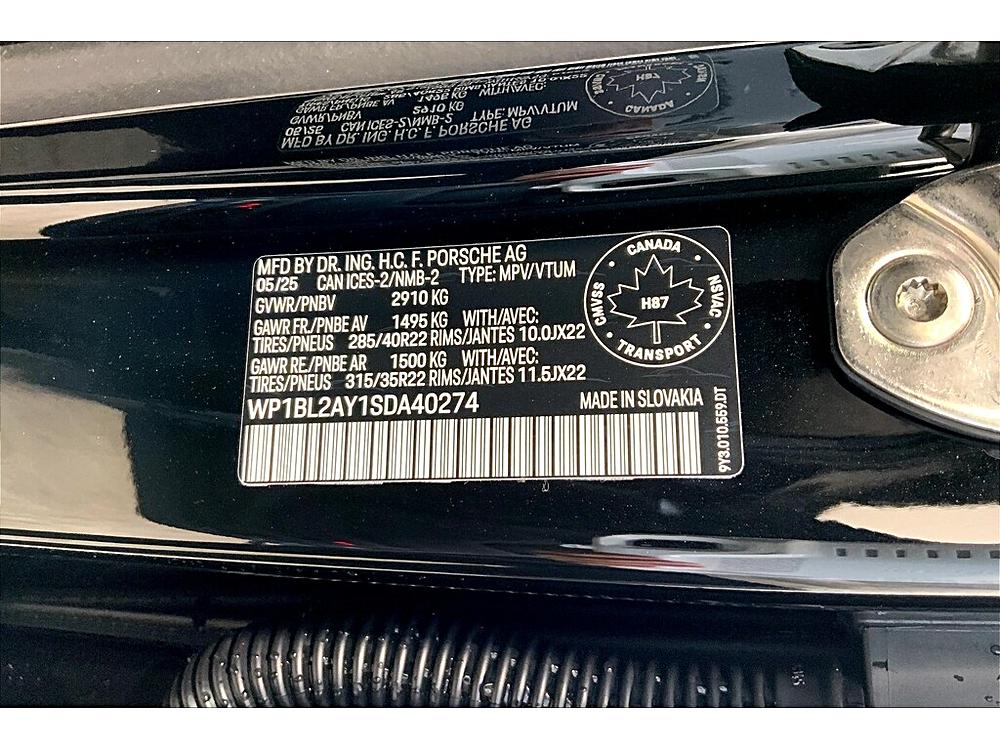 MFD BY DR. ING. H.C. F. PORSCHE AG
05/25 CAN ICES-2/NMB-2 TYPE: MPV/VTUM
GVWR/PNBV 2910 KG
GAWR FR./PNBE AV 1495 KG WITH/AVEC:
TIRES/PNEUS 285/40R22 RIMS/JANTES 10.0JX22
GAWR RE./PNBE AR 1500 KG WITH/AVEC:
TIRES/PNEUS 315/35R22 RIMS/JANTES 11.5JX22
WP1BL2AY1SDA40274 MADE IN SLOVAKIA
CANADA
CMVSS
H87
NSVAC
TRANSPORT
9Y3.010.559.DT